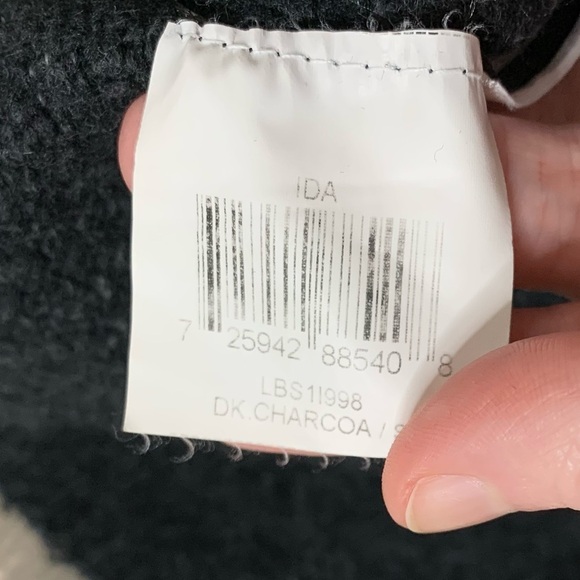 IDA
7 25942 88540 8
LBS1I998
DK.CHARCOA / S